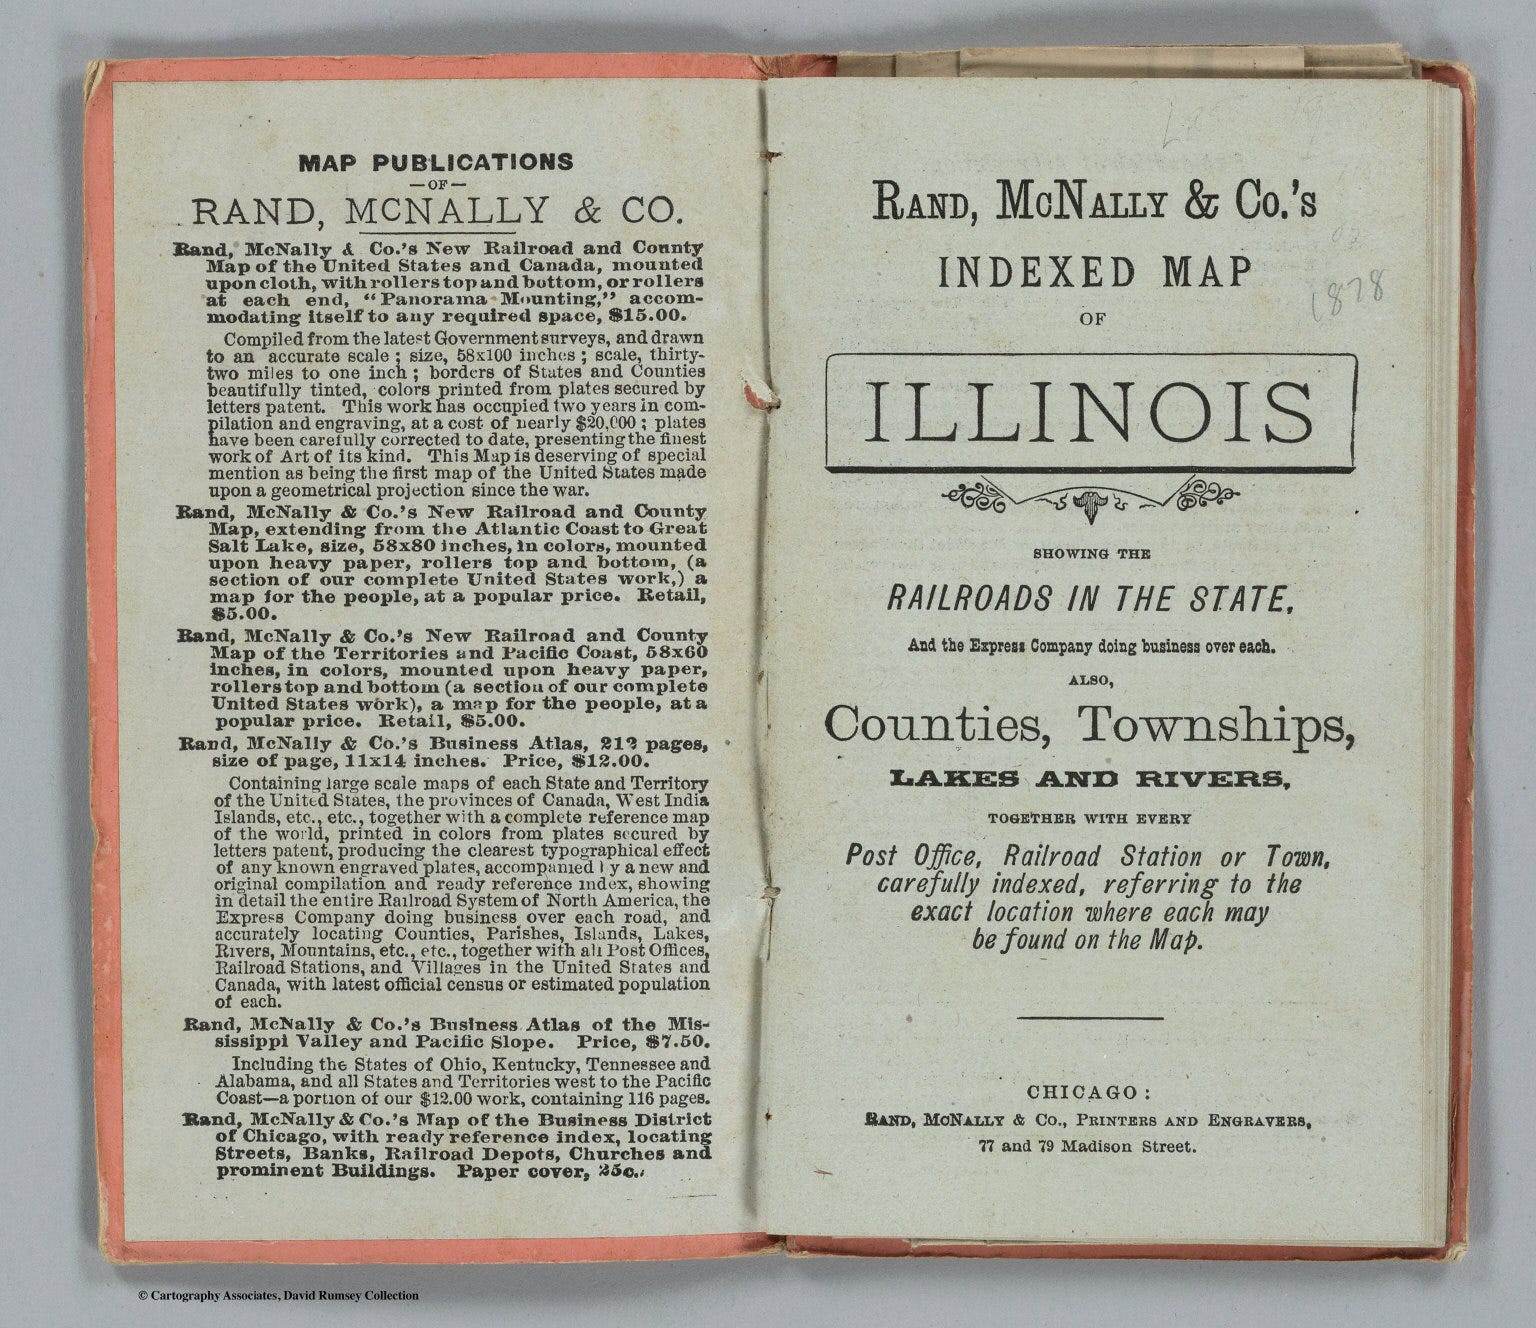 MAP PUBLICATIONS
—OF—
RAND, MCNALLY & CO.
Rand, McNally & Co.'s New Railroad and County
Map of the United States and Canada, mounted
upon cloth, with rollers top and bottom, or rollers
at each end, “Panorama Mounting,” accom-
modating itself to any required space, $15.00.
Compiled from the latest Government surveys, and drawn
to an accurate scale; size, 58x100 inches; scale, thirty-
two miles to one inch; borders of States and Counties
beautifully tinted, colors printed from plates secured by
letters patent. This work has occupied two years in com-
pilation and engraving, at a cost of nearly $20,000; plates
have been carefully corrected to date, presenting the finest
work of Art of its kind. This Map is deserving of special
mention as being the first map of the United States made
upon a geometrical projection since the war.
Rand, McNally & Co.'s New Railroad and County
Map, extending from the Atlantic Coast to Great
Salt Lake, size, 58x80 inches, in colors, mounted
upon heavy paper, rollers top and bottom, (a
section of our complete United States work,) a
map for the people, at a popular price. Retail,
$5.00.
Rand, McNally & Co.'s New Railroad and County
Map of the Territories and Pacific Coast, 58x60
inches, in colors, mounted upon heavy paper,
rollers top and bottom (a section of our complete
United States work), a map for the people, at a
popular price. Retail, $5.00.
Rand, McNally & Co.'s Business Atlas, 212 pages,
size of page, 11x14 inches. Price, $12.00.
Containing large scale maps of each State and Territory
of the United States, the provinces of Canada, West India
Islands, etc., etc., together with a complete reference map
of the world, printed in colors from plates secured by
letters patent, producing the clearest typographical effect
of any known engraved plates, accompanied by a new and
original compilation and ready reference index, showing
in detail the entire Railroad System of North America, the
Express Company doing business over each road, and
accurately locating Counties, Parishes, Islands, Lakes,
Rivers, Mountains, etc., etc., together with all Post Offices,
Railroad Stations, and Villages in the United States and
Canada, with latest official census or estimated population
of each.
Rand, McNally & Co.'s Business Atlas of the Mis-
sissippi Valley and Pacific Slope. Price, $7.50.
Including the States of Ohio, Kentucky, Tennessee and
Alabama, and all States and Territories west to the Pacific
Coast—a portion of our $12.00 work, containing 116 pages.
Rand, McNally & Co.'s Map of the Business District
of Chicago, with ready reference index, locating
Streets, Banks, Railroad Depots, Churches and
prominent Buildings. Paper cover, 25c.
RAND, MCNALLY & CO.'S
INDEXED MAP
OF
1878
ILLINOIS
SHOWING THE
RAILROADS IN THE STATE,
And the Express Company doing business over each.
ALSO,
Counties, Townships,
LAKES AND RIVERS,
TOGETHER WITH EVERY
Post Office, Railroad Station or Town,
carefully indexed, referring to the
exact location where each may
be found on the Map.
CHICAGO:
RAND, MCNALLY & CO., PRINTERS AND ENGRAVERS,
77 and 79 Madison Street.
© Cartography Associates, David Rumsey Collection